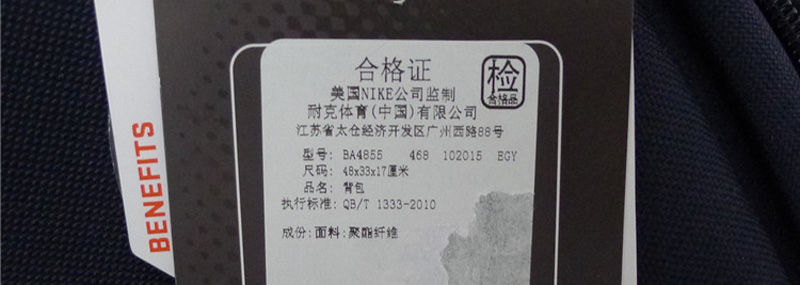 合格证
检
合格品
美国NIKE公司监制
耐克体育(中国)有限公司
江苏省太仓经济开发区广州西路88号
型号: BA4855 468 102015 EGY
尺码: 48x33x17厘米
品名: 背包
执行标准: QB/T 1333-2010
成份: 面料: 聚酯纤维
BENEFITS